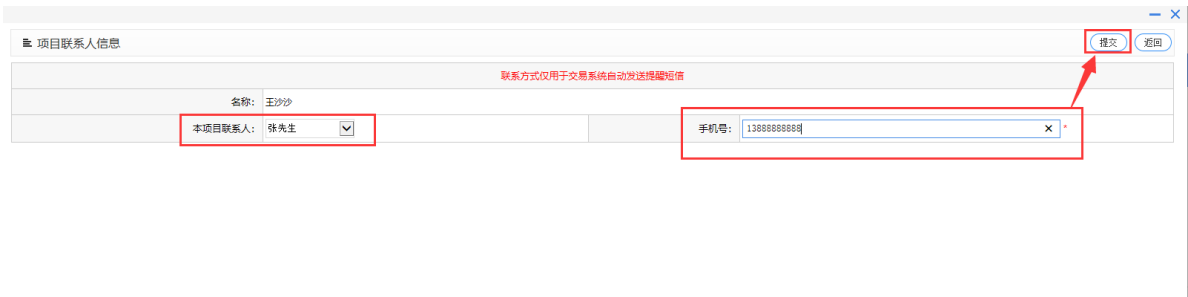 项目联系人信息
提交 返回
联系方式仅用于交易系统自动发送提醒短信
名称： 王沙沙
本项目联系人： 张先生 手机号： 13888888888 *